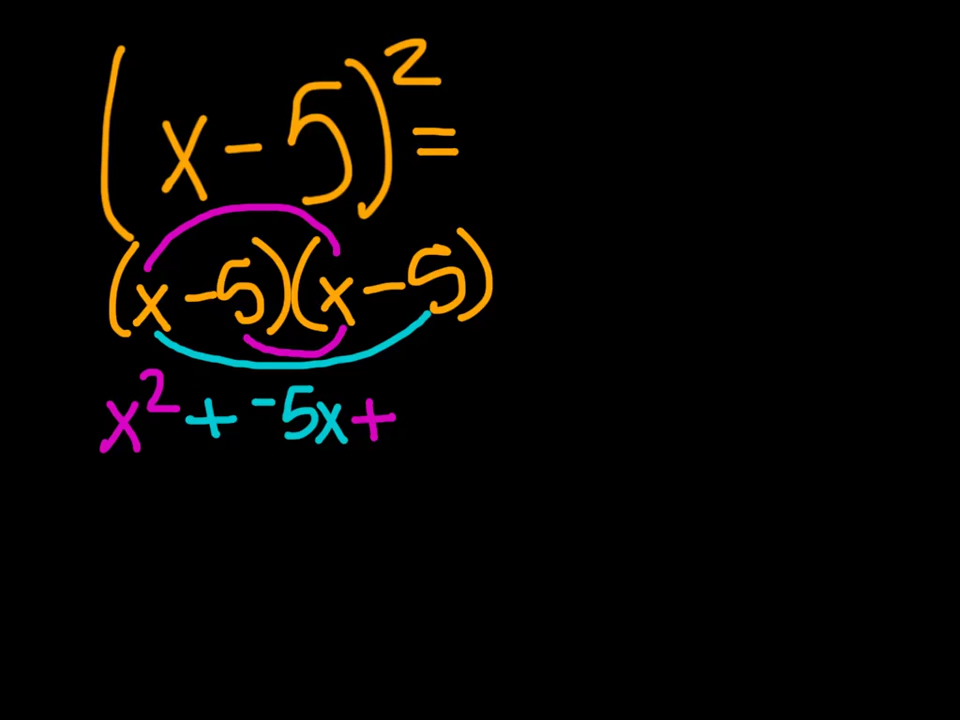 (x-5)² =
(x-5)(x-5)
x² + ⁻5x +